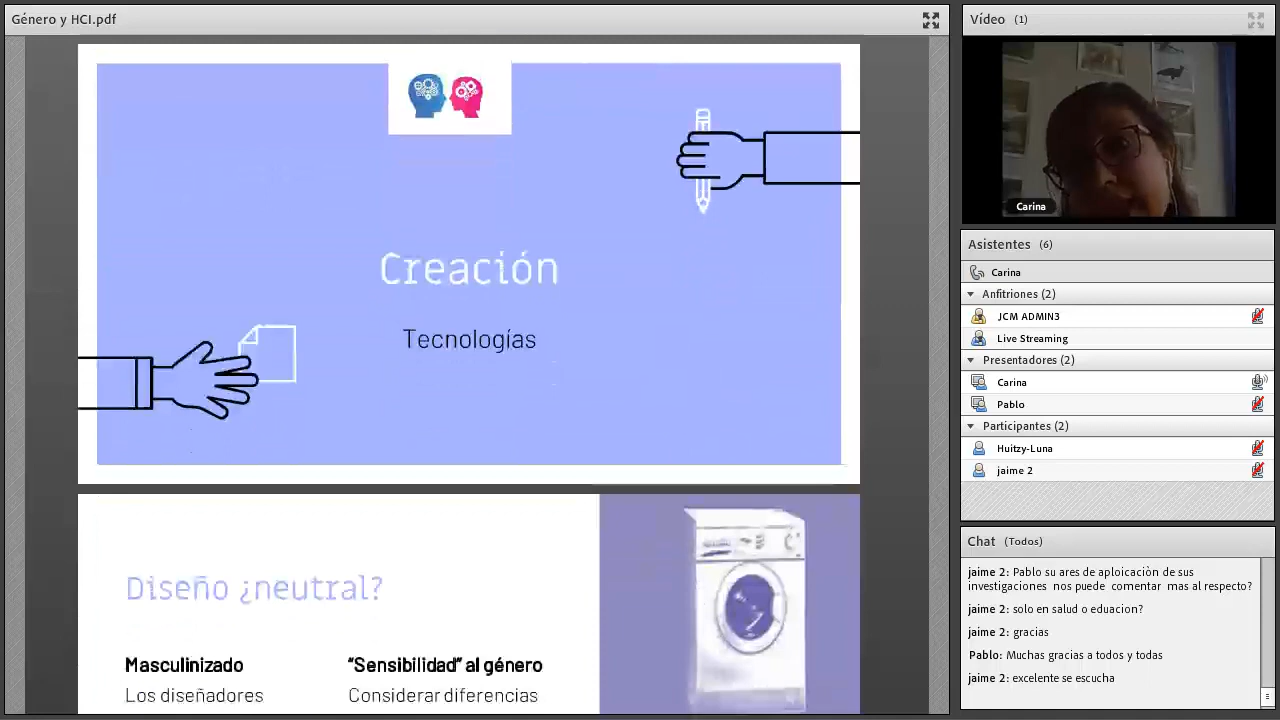 Género y HCI.pdf
Creación
Tecnologías
Diseño ¿neutral?
Masculinizado
Los diseñadores
“Sensibilidad” al género
Considerar diferencias
Vídeo (1)
Carina
Asistentes (6)
Carina
Anfitriones (2)
JCM ADMIN3
Live Streaming
Presentadores (2)
Carina
Pablo
Participantes (2)
Huitzy-Luna
jaime 2
Chat (Todos)
jaime 2: Pablo su ares de aploicaciòn de sus
investigaciones nos puede comentar mas al respecto?
jaime 2: solo en salud o eduacion?
jaime 2: gracias
Pablo: Muchas gracias a todos y todas
jaime 2: excelente se escucha